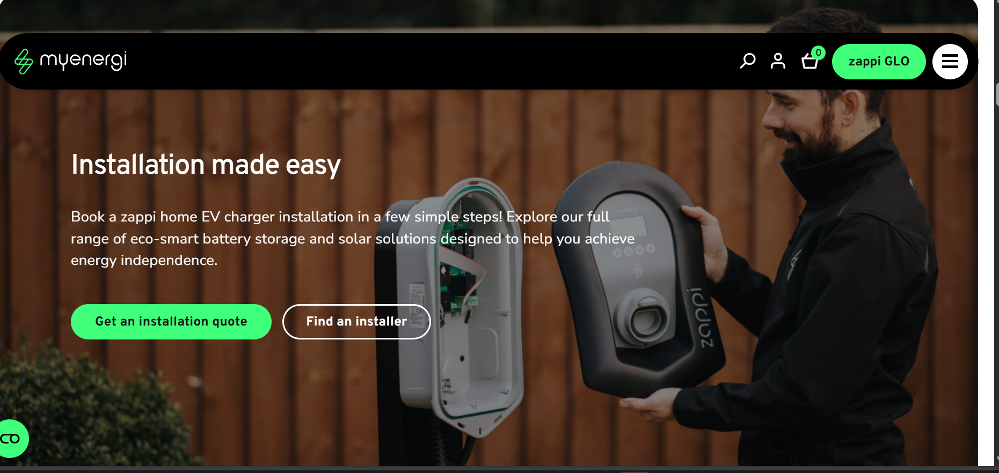 myenergi
0
zappi GLO
Installation made easy
Book a zappi home EV charger installation in a few simple steps! Explore our full
range of eco-smart battery storage and solar solutions designed to help you achieve
energy independence.
Get an installation quote
Find an installer
zappi